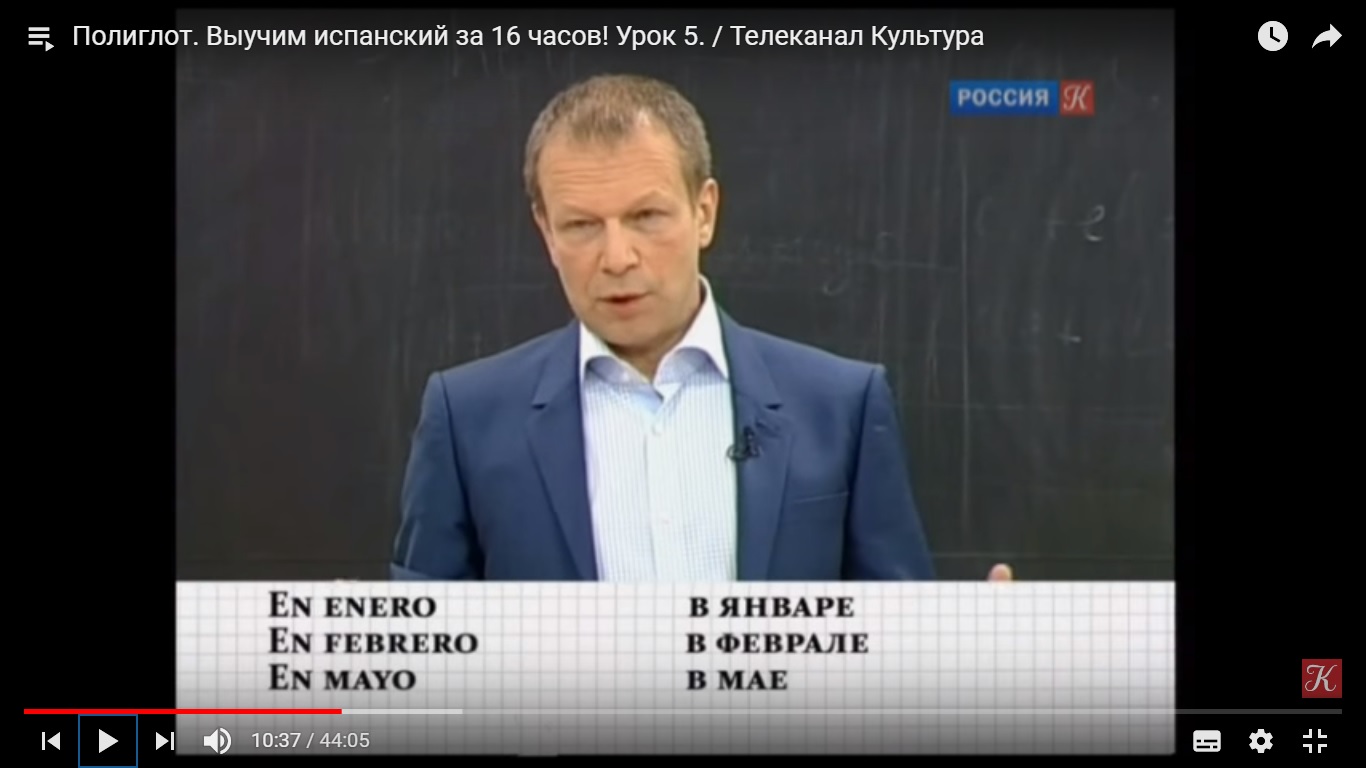 Полиглот. Выучим испанский за 16 часов! Урок 5. / Телеканал Культура
РОССИЯ К
EN ENERO В ЯНВАРЕ
EN FEBRERO В ФЕВРАЛЕ
EN MAYO В МАЕ
К
10:37 / 44:05